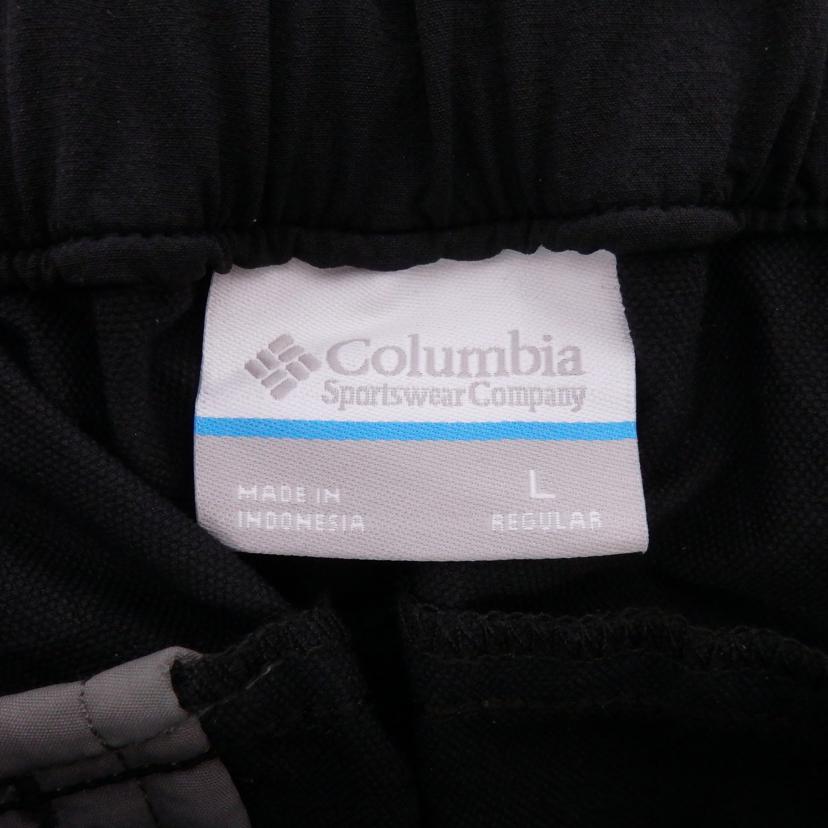 Columbia
Sportswear Company
MADE IN
INDONESIA
L
REGULAR